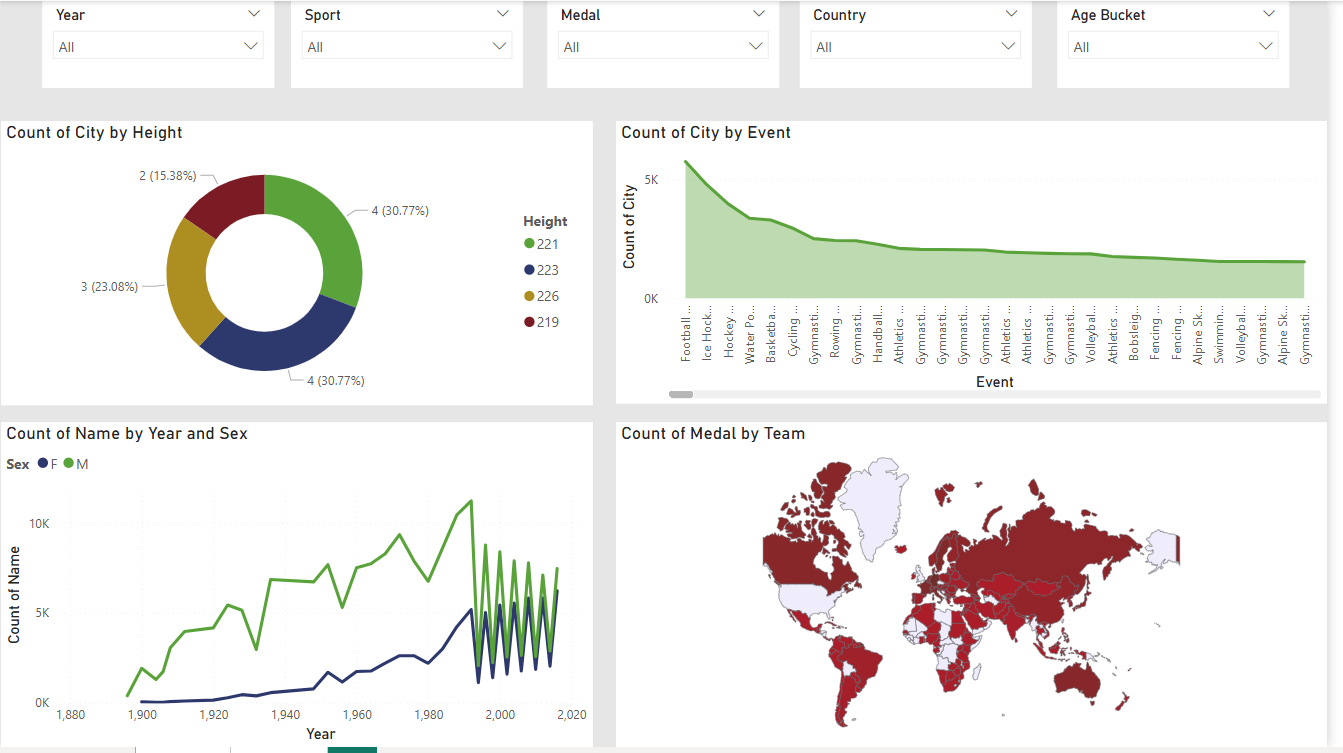 Year
Sport
Medal
Country
Age Bucket
All
All
All
All
All
Count of City by Height
2 (15.38%)
4 (30.77%)
3 (23.08%)
4 (30.77%)
Height
221
223
226
219
Count of City by Event
Count of City
5K
0K
Football ...
Ice Hock...
Hockey ...
Water Po...
Basketba...
Cycling ...
Gymnasti...
Rowing ...
Gymnasti...
Handball...
Athletics ...
Gymnasti...
Gymnasti...
Gymnasti...
Gymnasti...
Athletics ...
Athletics ...
Gymnasti...
Gymnasti...
Volleybal...
Athletics ...
Bobsleig...
Fencing ...
Fencing ...
Alpine Sk...
Swimmin...
Volleybal...
Gymnasti...
Alpine Sk...
Gymnasti...
Event
Count of Name by Year and Sex
Sex F M
Count of Name
10K
5K
0K
1,880
1,900
1,920
1,940
1,960
1,980
2,000
2,020
Year
Count of Medal by Team